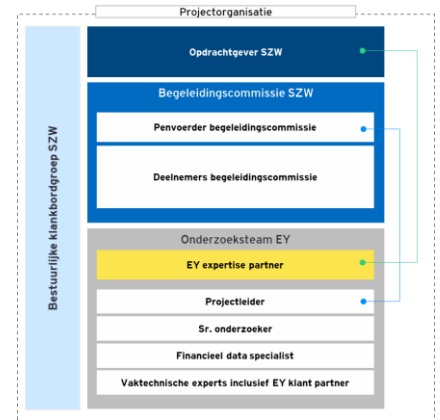 Projectorganisatie
Bestuurlijke klankbordgroep SZW
Opdrachtgever SZW
Begeleidingscommissie SZW
Penvoerder begeleidingscommissie
Deelnemers begeleidingscommissie
Onderzoeksteam EY
EY expertise partner
Projectleider
Sr. onderzoeker
Financieel data specialist
Vaktechnische experts inclusief EY klant partner